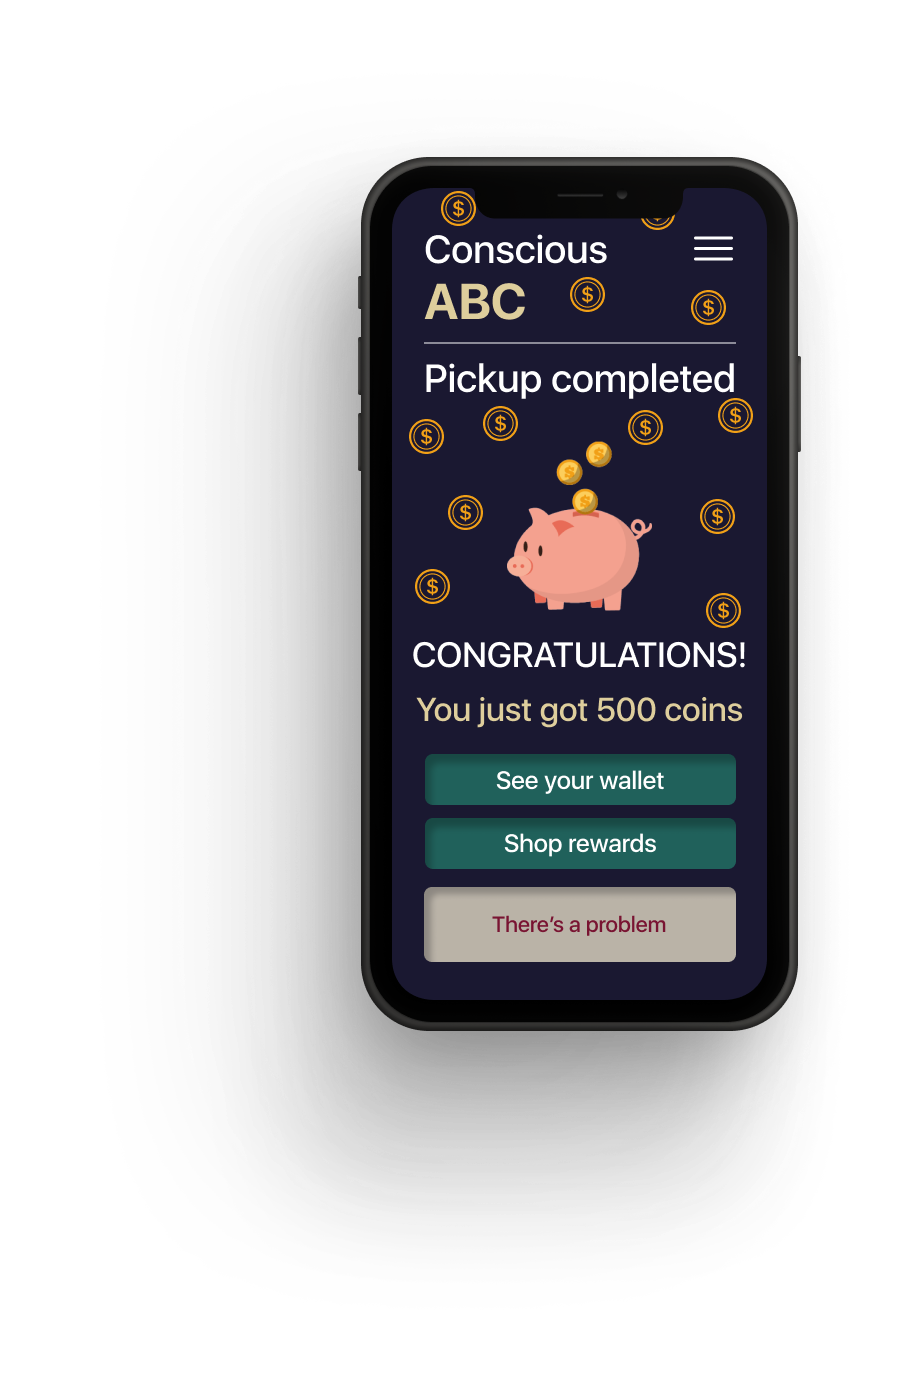 Conscious
ABC
Pickup completed
CONGRATULATIONS!
You just got 500 coins
See your wallet
Shop rewards
There's a problem